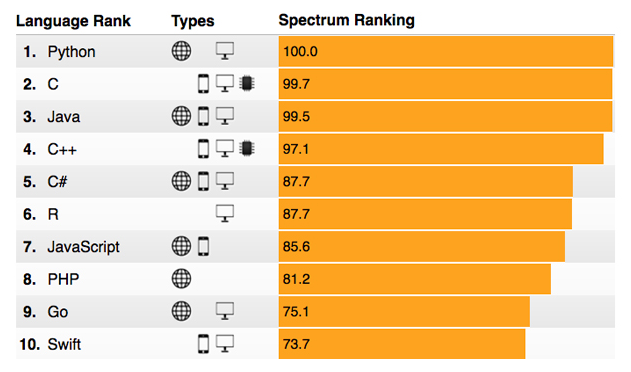 Language Rank Types Spectrum Ranking
1. Python 100.0
2. C 99.7
3. Java 99.5
4. C++ 97.1
5. C# 87.7
6. R 87.7
7. JavaScript 85.6
8. PHP 81.2
9. Go 75.1
10. Swift 73.7